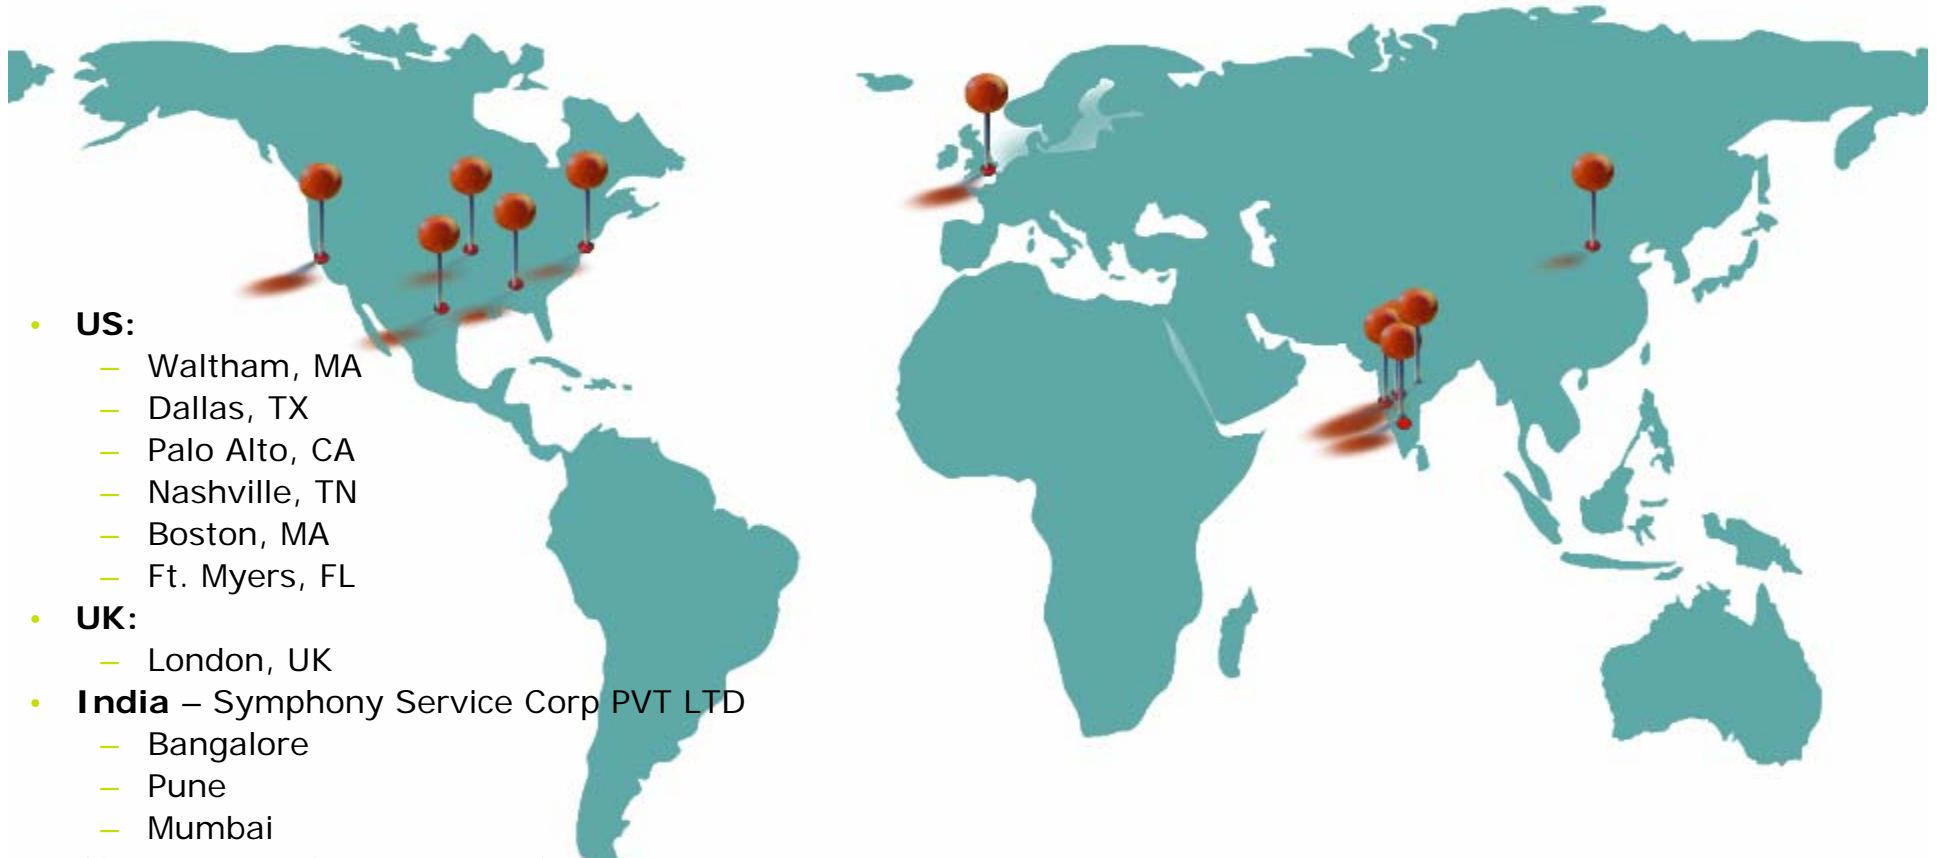 • US:
– Waltham, MA
– Dallas, TX
– Palo Alto, CA
– Nashville, TN
– Boston, MA
– Ft. Myers, FL
• UK:
– London, UK
• India – Symphony Service Corp PVT LTD
– Bangalore
– Pune
– Mumbai